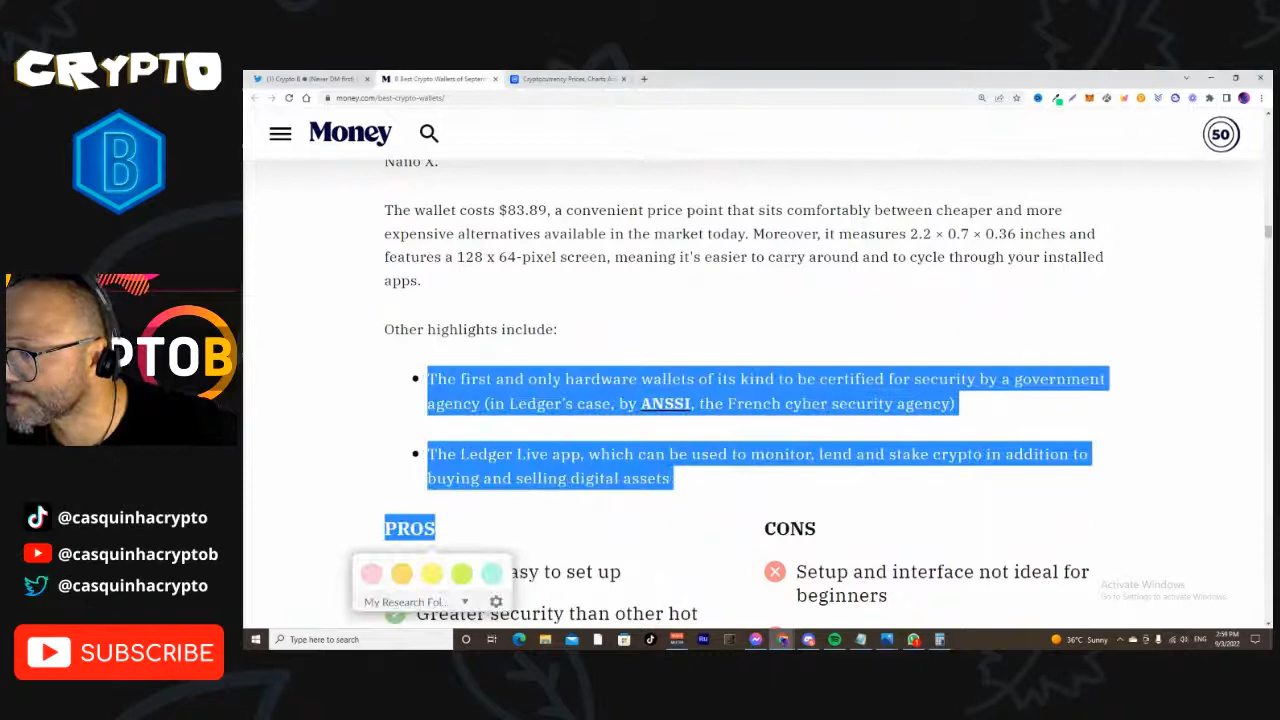 CRYPTO
B
PTOB
@casquinhacrypto
@casquinhacryptob
@casquinhacrypto
SUBSCRIBE
(1) Crypto B (Never DM first)
M 8 Best Crypto Wallets of Septem
Cryptocurrency Prices, Charts A
money.com/best-crypto-wallets/
Money
50
Nano X.
The wallet costs $83.89, a convenient price point that sits comfortably between cheaper and more
expensive alternatives available in the market today. Moreover, it measures 2.2 × 0.7 × 0.36 inches and
features a 128 x 64-pixel screen, meaning it's easier to carry around and to cycle through your installed
apps.
Other highlights include:
• The first and only hardware wallets of its kind to be certified for security by a government
agency (in Ledger's case, by ANSSI, the French cyber security agency)
• The Ledger Live app, which can be used to monitor, lend and stake crypto in addition to
buying and selling digital assets
PROS
CONS
asy to set up
Greater security than other hot
My Research Fol...
Setup and interface not ideal for
beginners
Activate Windows
Go to Settings to activate Windows.
Type here to search
36°C Sunny
ENG
2:59 PM
9/3/2022